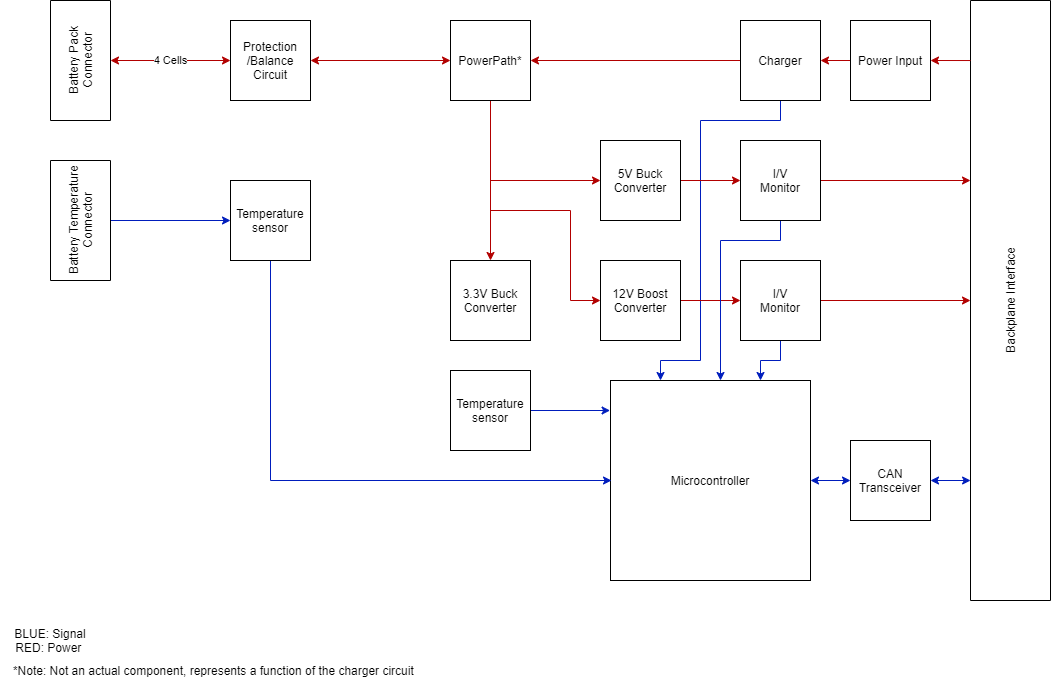 Battery Pack
Connector
4 Cells
Protection
/Balance
Circuit
PowerPath*
Charger
Power Input
5V Buck
Converter
I/V
Monitor
Battery Temperature
Connector
Temperature
sensor
3.3V Buck
Converter
12V Boost
Converter
I/V
Monitor
Backplane Interface
Temperature
sensor
Microcontroller
CAN
Transceiver
BLUE: Signal
RED: Power
*Note: Not an actual component, represents a function of the charger circuit